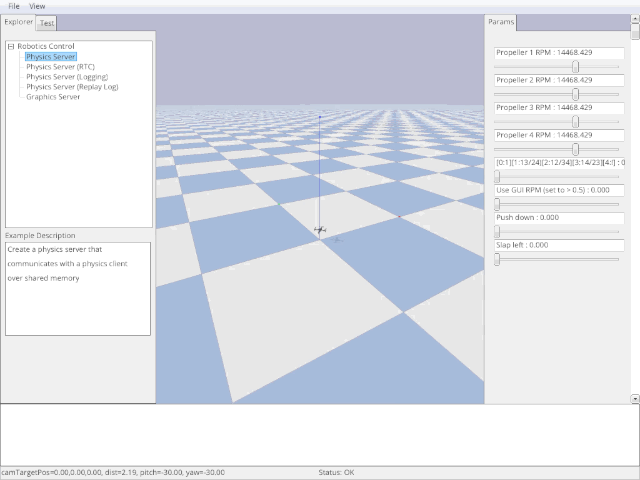 File View
Explorer Test
Robotics Control
Physics Server
Physics Server (RTC)
Physics Server (Logging)
Physics Server (Replay Log)
Graphics Server
Example Description
Create a physics server that
communicates with a physics client
over shared memory
Params
Propeller 1 RPM : 14468.429
Propeller 2 RPM : 14468.429
Propeller 3 RPM : 14468.429
Propeller 4 RPM : 14468.429
[0:1][1:13/24][2:12/34][3:14/23][4:!] : 0
Use GUI RPM (set to > 0.5) : 0.000
Push down : 0.000
Slap left : 0.000
camTargetPos=0.00,0.00,0.00, dist=2.19, pitch=-30.00, yaw=-30.00 Status: OK